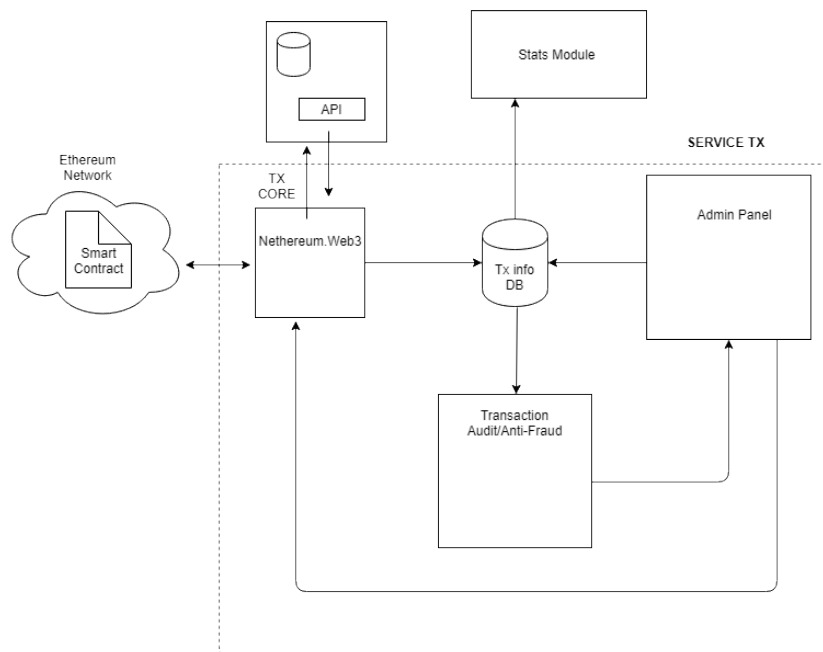 Stats Module
API
SERVICE TX
Ethereum
Network
TX
CORE
Admin Panel
Nethereum.Web3
Smart
Contract
Tx info
DB
Transaction
Audit/Anti-Fraud